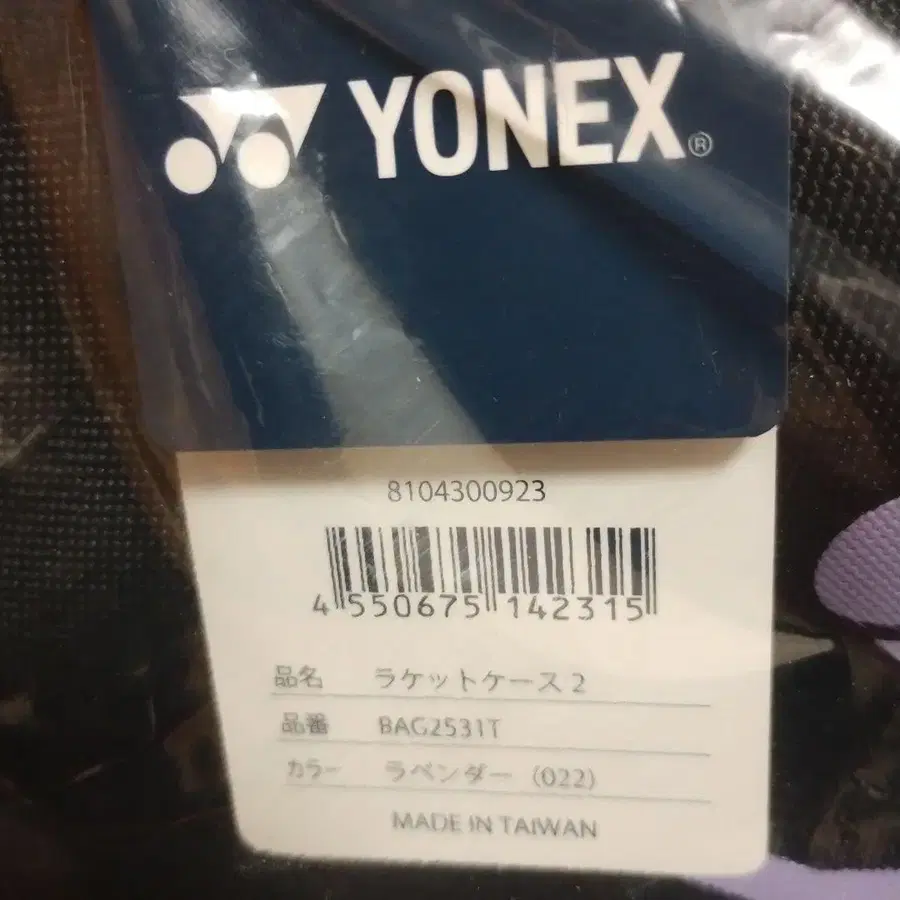 YONEX®
8104300923
4 550675 142315
品名 ラケットケース2
品番 BAG2531T
カラー ラベンダー (022)
MADE IN TAIWAN